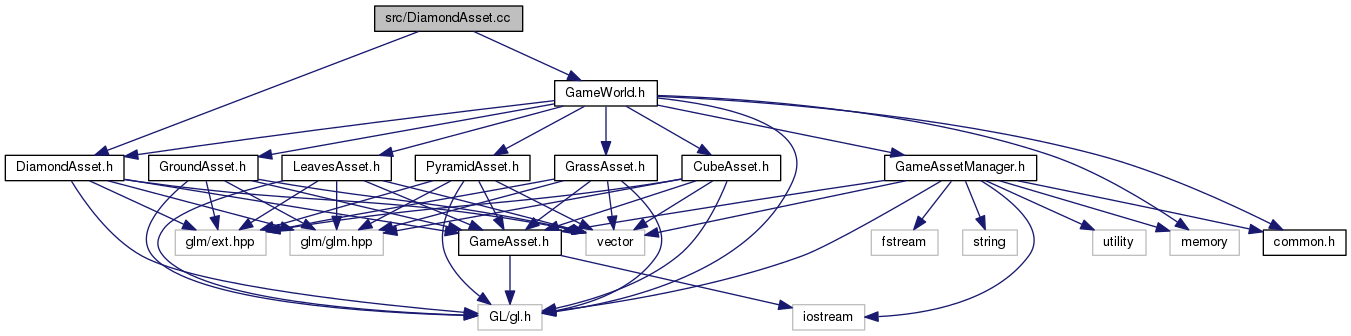 src/DiamondAsset.cc
GameWorld.h
DiamondAsset.h
GroundAsset.h
LeavesAsset.h
PyramidAsset.h
GrassAsset.h
CubeAsset.h
GameAssetManager.h
glm/ext.hpp
glm/glm.hpp
GameAsset.h
vector
fstream
string
utility
memory
common.h
GL/gl.h
iostream